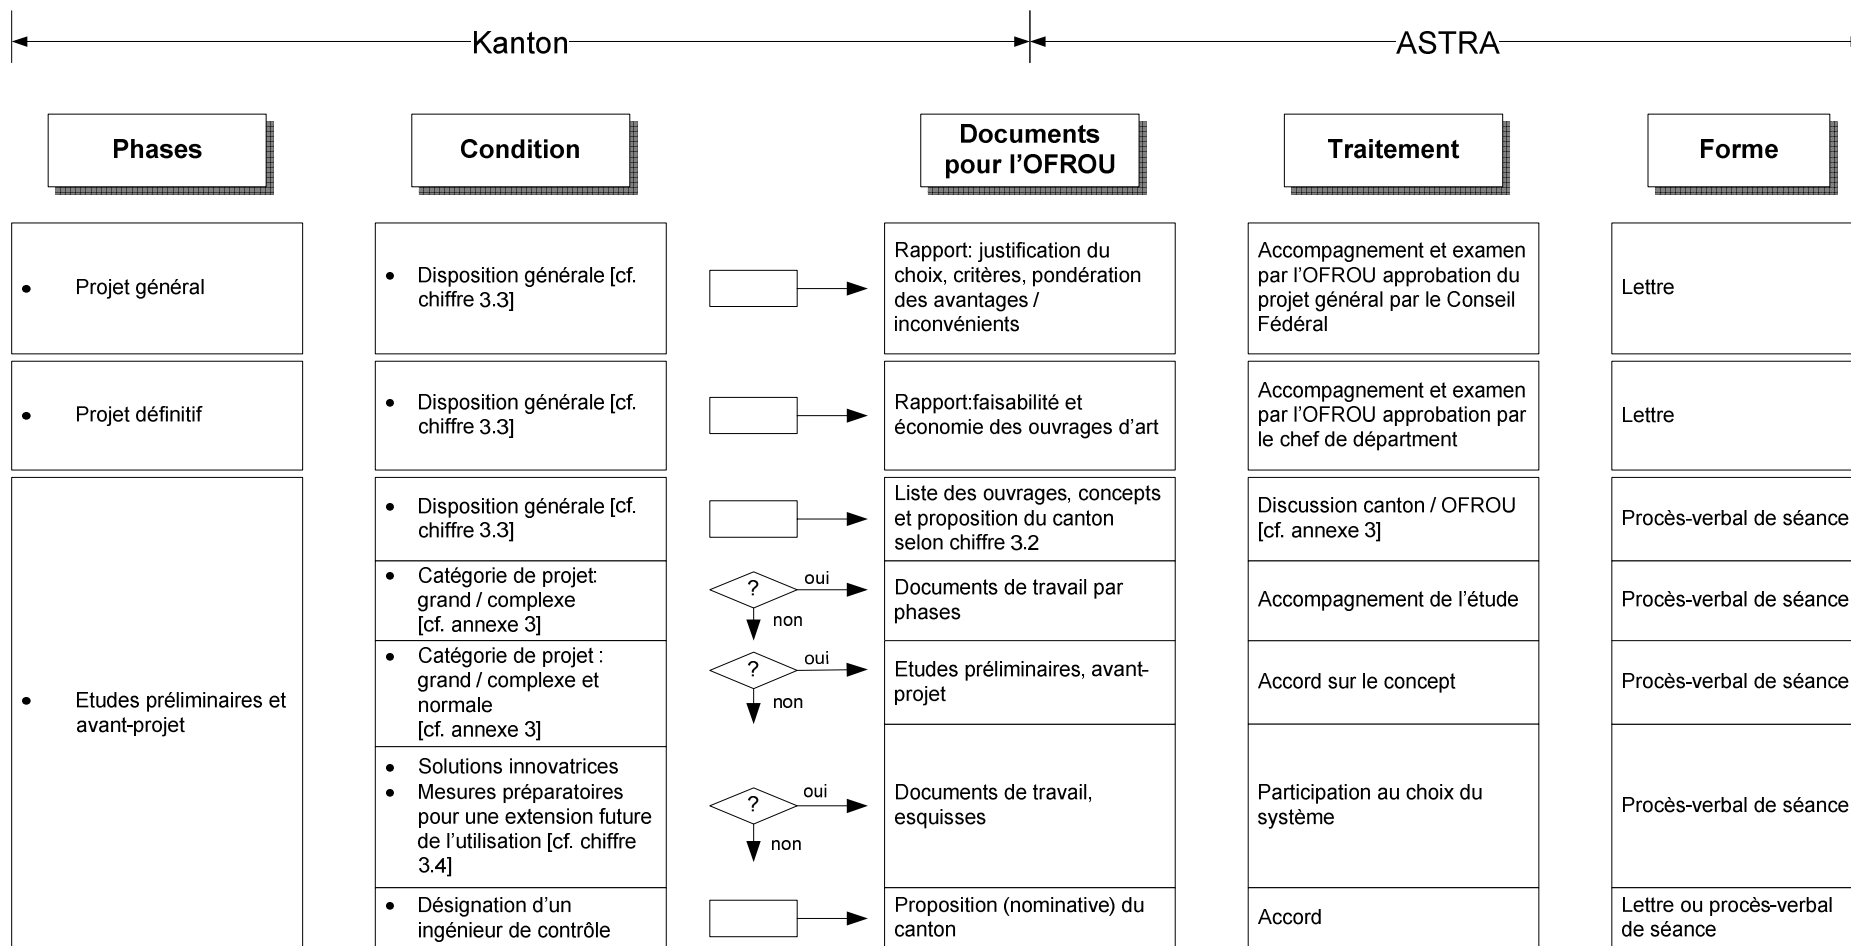 Kanton
ASTRA
Phases
Condition
Documents
pour l'OFROU
Traitement
Forme
• Projet général
• Disposition générale [cf.
chiffre 3.3]
Rapport: justification du
choix, critères, pondération
des avantages /
inconvénients
Accompagnement et examen
par l'OFROU approbation du
projet général par le Conseil
Fédéral
Lettre
• Projet définitif
• Disposition générale [cf.
chiffre 3.3]
Rapport:faisabilité et
économie des ouvrages d'art
Accompagnement et examen
par l'OFROU approbation par
le chef de départment
Lettre
• Etudes préliminaires et
avant-projet
• Disposition générale [cf.
chiffre 3.3]
Liste des ouvrages, concepts
et proposition du canton
selon chiffre 3.2
Discussion canton / OFROU
[cf. annexe 3]
Procès-verbal de séance
• Catégorie de projet:
grand / complexe
[cf. annexe 3]
?
oui
non
Documents de travail par
phases
Accompagnement de l'étude
Procès-verbal de séance
• Catégorie de projet :
grand / complexe et
normale
[cf. annexe 3]
?
oui
non
Etudes préliminaires, avant-
projet
Accord sur le concept
Procès-verbal de séance
• Solutions innovatrices
• Mesures préparatoires
pour une extension future
de l'utilisation [cf. chiffre
3.4]
?
oui
non
Documents de travail,
esquisses
Participation au choix du
système
Procès-verbal de séance
• Désignation d'un
ingénieur de contrôle
Proposition (nominative) du
canton
Accord
Lettre ou procès-verbal
de séance